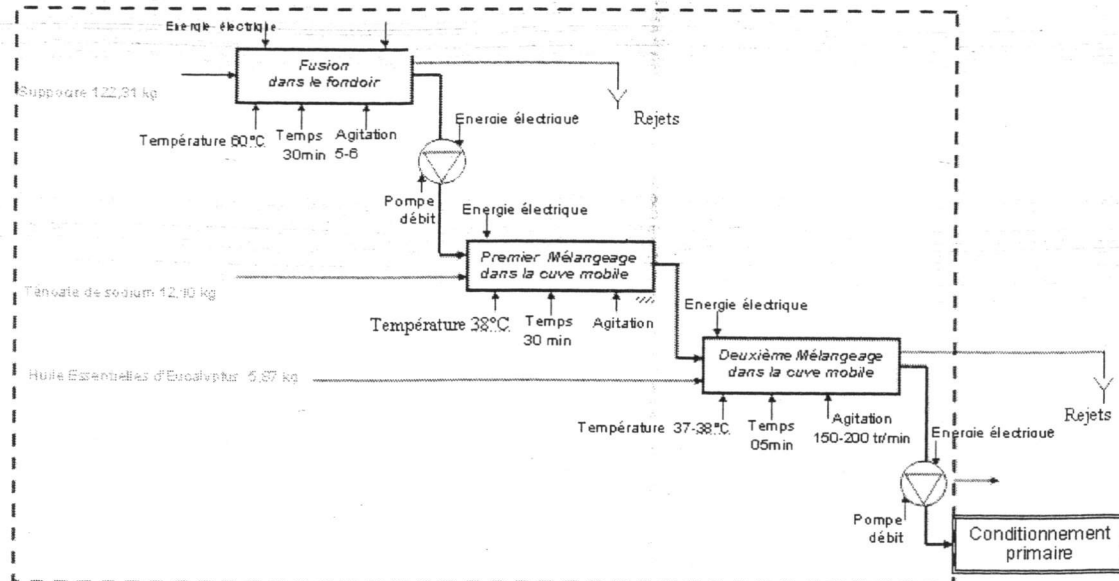 Energie électrique
Fusion
dans le fondoir
Suppocire 122,31 kg
Rejets
Température 60°C
Temps
30min
Agitation
5-6
Energie électrique
Pompe
débit
Energie électrique
Premier Mélangeage
dans la cuve mobile
Ténoate de sodium 12,10 kg
Température 38°C
Temps
30 min
Agitation
Energie électrique
Deuxième Mélangeage
dans la cuve mobile
Huile Essentielles d'Eucalyptus 5,87 kg
Rejets
Température 37-38°C
Temps
05min
Agitation
150-200 tr/min
Energie électrique
Pompe
débit
Conditionnement
primaire